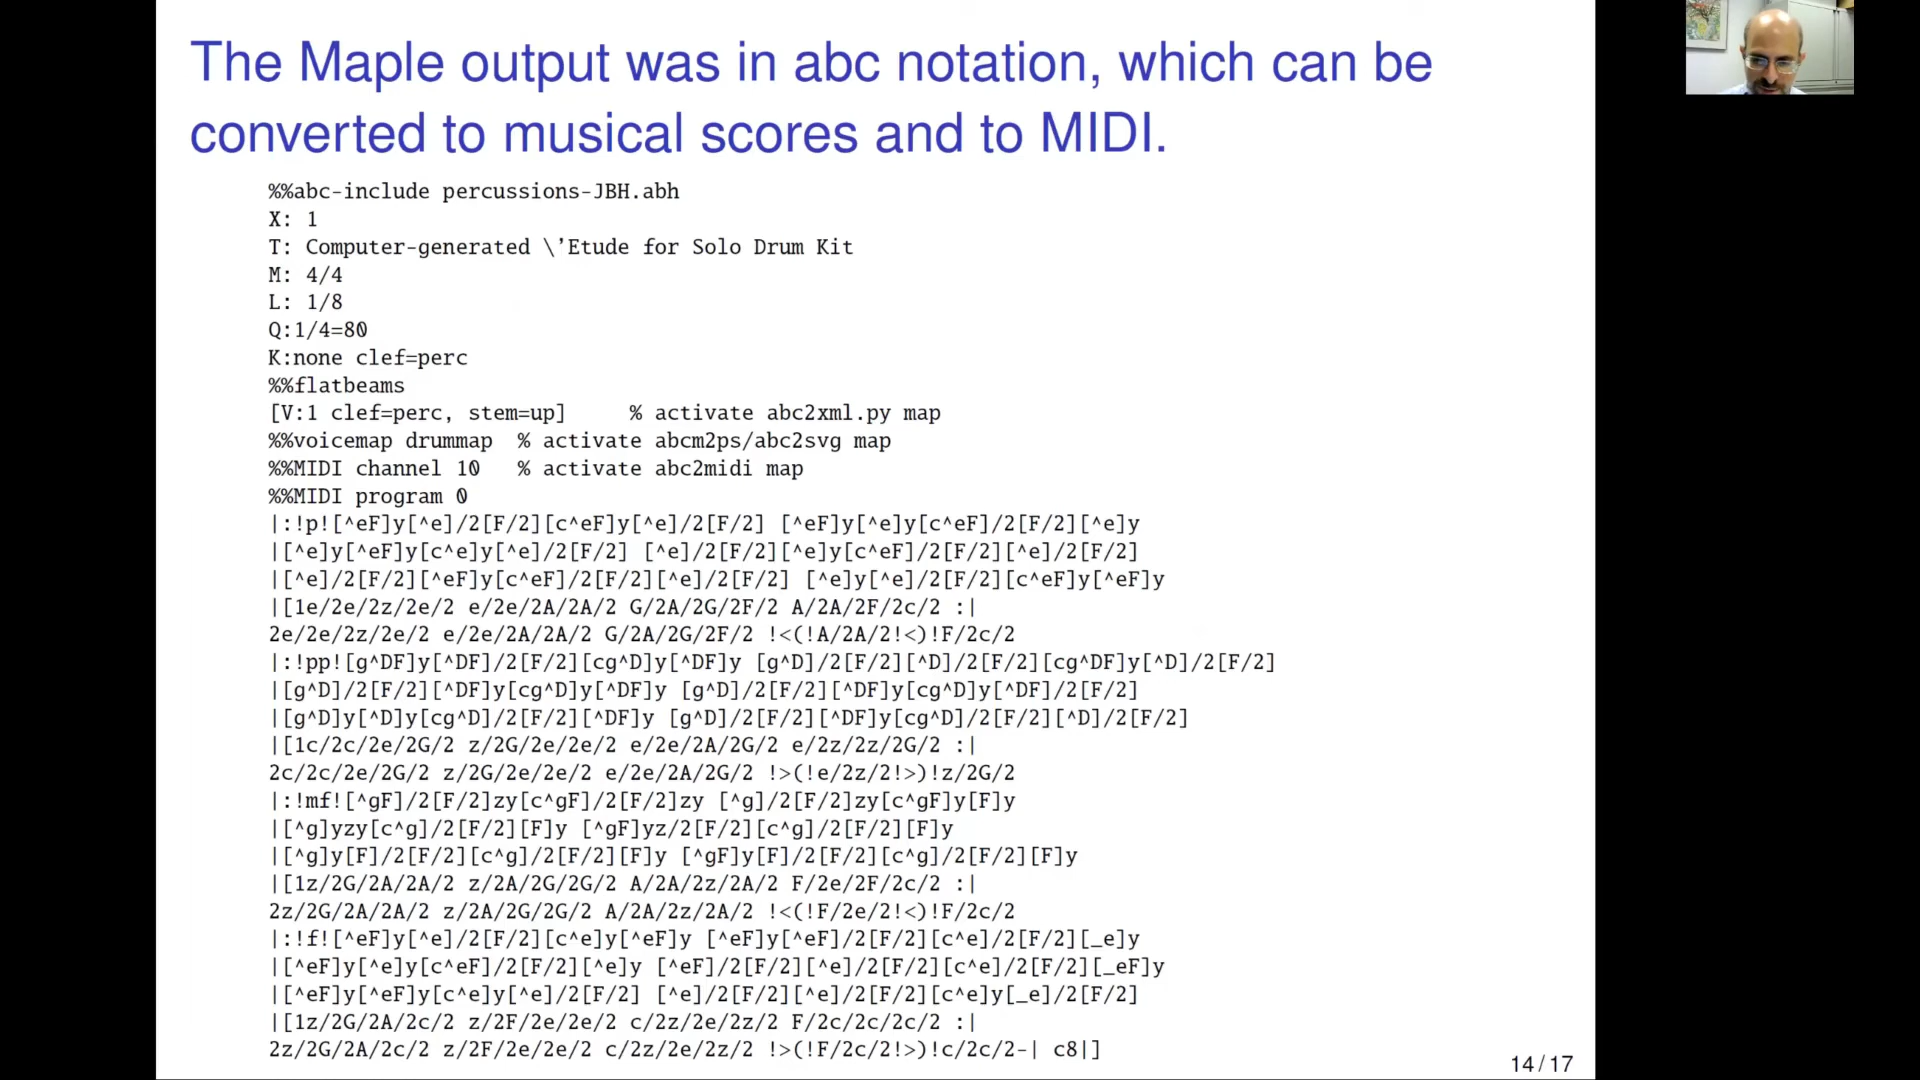 The Maple output was in abc notation, which can be
converted to musical scores and to MIDI.
%%abc-include percussions-JBH.abh
X: 1
T: Computer-generated \'Etude for Solo Drum Kit
M: 4/4
L: 1/8
Q:1/4=80
K:none clef=perc
%%flatbeams
[V:1 clef=perc, stem=up]     % activate abc2xml.py map
%%voicemap drummap  % activate abcm2ps/abc2svg map
%%MIDI channel 10   % activate abc2midi map
%%MIDI program 0
|:!p![^eF]y[^e]/2[F/2][c^eF]y[^e]/2[F/2] [^eF]y[^e]y[c^eF]/2[F/2][^e]y
|[^e]y[^eF]y[c^e]y[^e]/2[F/2] [^e]/2[F/2][^e]y[c^eF]/2[F/2][^e]/2[F/2]
|[^e]/2[F/2][^eF]y[c^eF]/2[F/2][^e]/2[F/2] [^e]y[^e]/2[F/2][c^eF]y[^eF]y
|[1e/2e/2z/2e/2 e/2e/2A/2A/2 G/2A/2G/2F/2 A/2A/2F/2c/2 :|
2e/2e/2z/2e/2 e/2e/2A/2A/2 G/2A/2G/2F/2 !<(!A/2A/2!<)!F/2c/2
|:!pp![g^DF]y[^DF]/2[F/2][cg^D]y[^DF]y [g^D]/2[F/2][^D]/2[F/2][cg^DF]y[^D]/2[F/2]
|[g^D]/2[F/2][^DF]y[cg^D]y[^DF]y [g^D]/2[F/2][^DF]y[cg^D]y[^DF]/2[F/2]
|[g^D]y[^D]y[cg^D]/2[F/2][^DF]y [g^D]/2[F/2][^DF]y[cg^D]/2[F/2][^D]/2[F/2]
|[1c/2c/2e/2G/2 z/2G/2e/2e/2 e/2e/2A/2G/2 e/2z/2z/2G/2 :|
2c/2c/2e/2G/2 z/2G/2e/2e/2 e/2e/2A/2G/2 !>(!e/2z/2!>)!z/2G/2
|:!mf![^gF]/2[F/2]zy[c^gF]/2[F/2]zy [^g]/2[F/2]zy[c^gF]y[F]y
|[^g]yzy[c^g]/2[F/2][F]y [^gF]yz/2[F/2][c^g]/2[F/2][F]y
|[^g]y[F]/2[F/2][c^g]/2[F/2][F]y [^gF]y[F]/2[F/2][c^g]/2[F/2][F]y
|[1z/2G/2A/2A/2 z/2A/2G/2G/2 A/2A/2z/2A/2 F/2e/2F/2c/2 :|
2z/2G/2A/2A/2 z/2A/2G/2G/2 A/2A/2z/2A/2 !<(!F/2e/2!<)!F/2c/2
|:!f![^eF]y[^e]/2[F/2][c^e]y[^eF]y [^eF]y[^eF]/2[F/2][c^e]/2[F/2][_e]y
|[^eF]y[^e]y[c^eF]/2[F/2][^e]y [^eF]/2[F/2][^e]/2[F/2][c^e]/2[F/2][_eF]y
|[^eF]y[^eF]y[c^e]y[^e]/2[F/2] [^e]/2[F/2][^e]/2[F/2][c^e]y[_e]/2[F/2]
|[1z/2G/2A/2c/2 z/2F/2e/2e/2 c/2z/2e/2z/2 F/2c/2c/2c/2 :|
2z/2G/2A/2c/2 z/2F/2e/2e/2 c/2z/2e/2z/2 !>(!F/2c/2!>)!c/2c/2-| c8|]
14/17